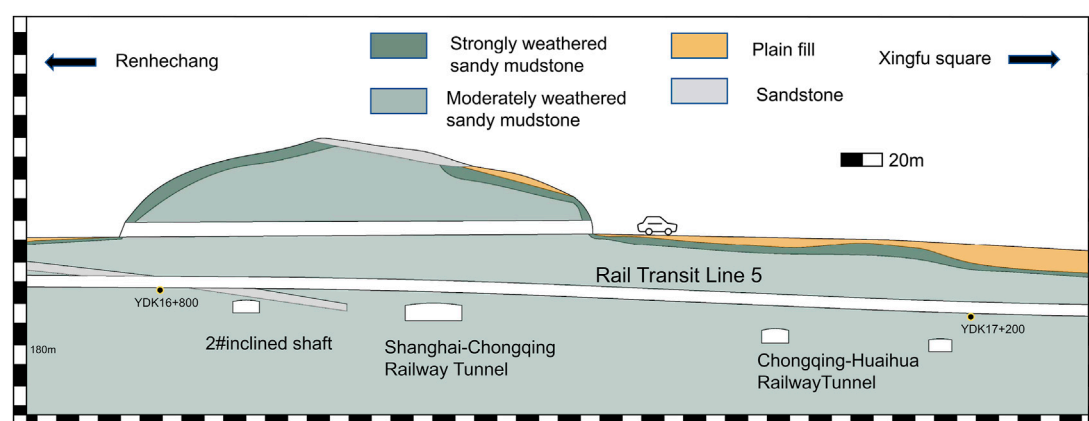 Renhechang
Strongly weathered
sandy mudstone
Moderately weathered
sandy mudstone
Plain fill
Sandstone
Xingfu square
20m
Rail Transit Line 5
YDK16+800
YDK17+200
180m
2#inclined shaft
Shanghai-Chongqing
Railway Tunnel
Chongqing-Huaihua
RailwayTunnel